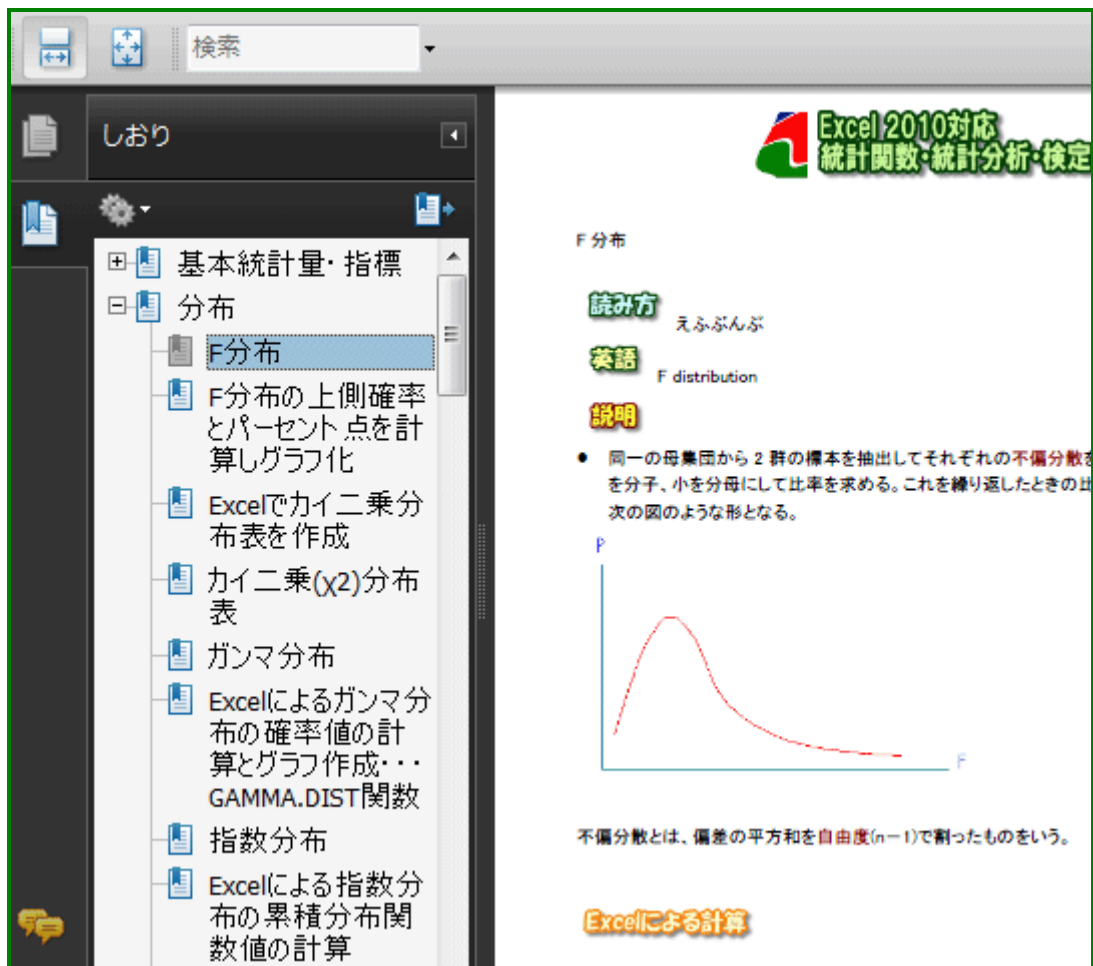 検索
しおり
基本統計量・指標
分布
F分布
F分布の上側確率
とパーセント点を計
算しグラフ化
Excelでカイ二乗分
布表を作成
カイ二乗(χ2)分布
表
ガンマ分布
Excelによるガンマ分
布の確率値の計
算とグラフ作成・・・
GAMMA.DIST関数
指数分布
Excelによる指数分
布の累積分布関
数値の計算
Excel 2010対応
統計関数・統計分析・検定
F 分布
読み方
えふぶんぷ
英語
F distribution
説明
● 同一の母集団から 2 群の標本を抽出してそれぞれの不偏分散を
を分子、小を分母にして比率を求める。これを繰り返したときの比
次の図のような形となる。
P
F
不偏分散とは、偏差の平方和を自由度(n－1)で割ったものをいう。
Excelによる計算